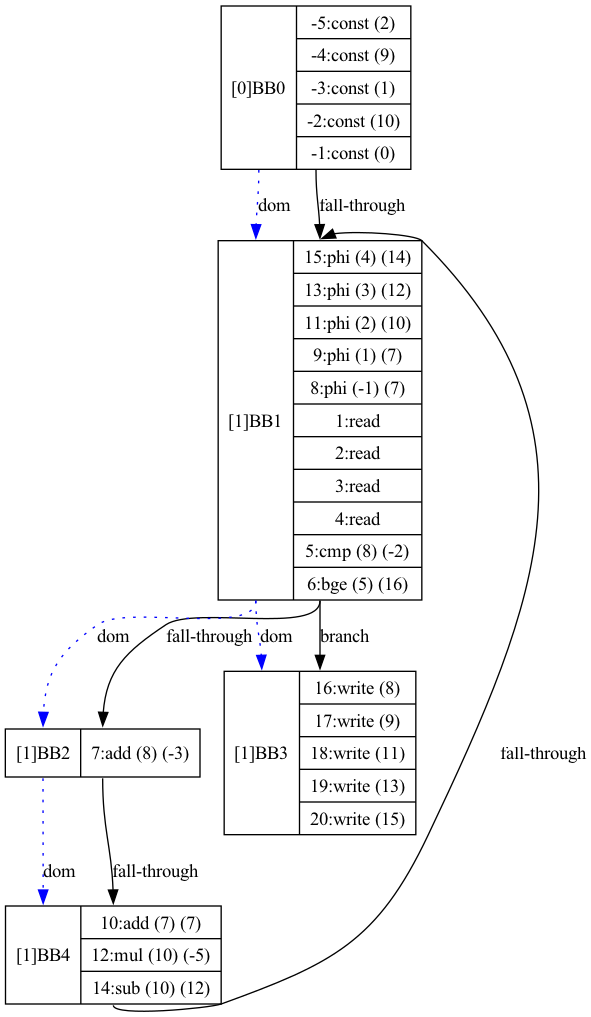 [0]BB0
-5:const (2)
-4:const (9)
-3:const (1)
-2:const (10)
-1:const (0)
dom
fall-through
[1]BB1
15:phi (4) (14)
13:phi (3) (12)
11:phi (2) (10)
9:phi (1) (7)
8:phi (-1) (7)
1:read
2:read
3:read
4:read
5:cmp (8) (-2)
6:bge (5) (16)
dom
fall-through
dom
branch
[1]BB2
7:add (8) (-3)
[1]BB3
16:write (8)
17:write (9)
18:write (11)
19:write (13)
20:write (15)
fall-through
dom
fall-through
[1]BB4
10:add (7) (7)
12:mul (10) (-5)
14:sub (10) (12)